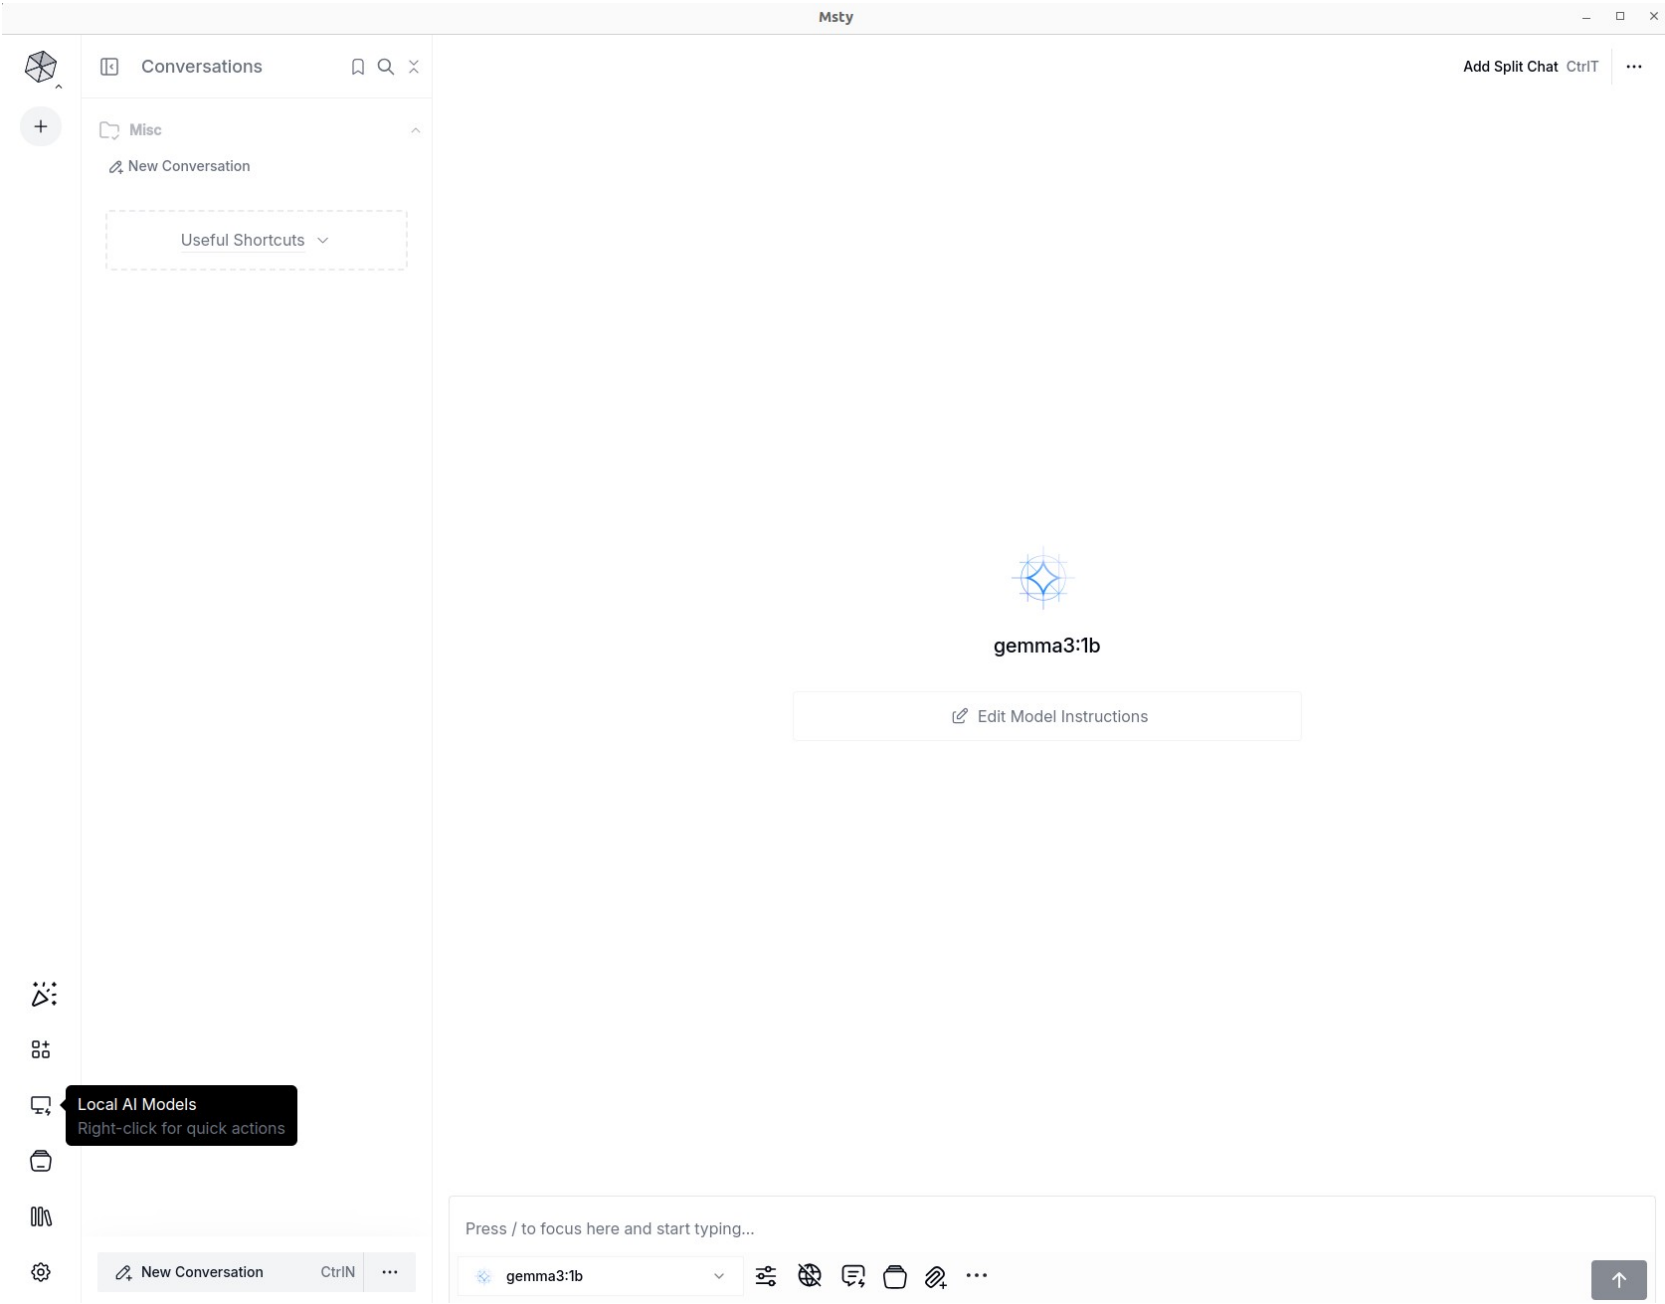 Msty
Conversations
Add Split Chat CtrlT
Misc
New Conversation
Useful Shortcuts
gemma3:1b
Edit Model Instructions
Local AI Models
Right-click for quick actions
Press / to focus here and start typing...
New Conversation CtrlN
gemma3:1b